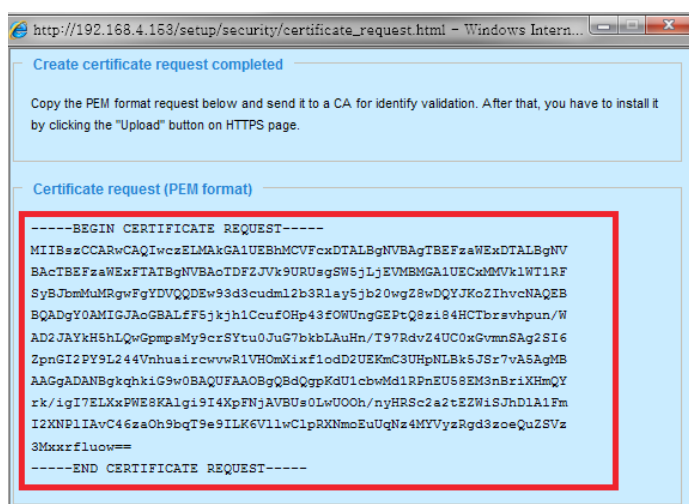 http://192.168.4.153/setup/security/certificate_request.html - Windows Intern...
Create certificate request completed
Copy the PEM format request below and send it to a CA for identify validation. After that, you have to install it
by clicking the "Upload" button on HTTPS page.
Certificate request (PEM format)
-----BEGIN CERTIFICATE REQUEST-----
MIIBszCCARwCAQIwczELMAkGA1UEBhMCVFcxDTALBgNVBAgTBEFzaWExDTALBgNV
BAcTBEFzaWExFTATBgNVBAoTDFZJVk9URUsgSW5jLjEVMBMGA1UECxMMVklWT1RF
SyBJbmMuMRgwFgYDVQQDEw93d3cudml2b3Rlay5jb20wgZ8wDQYJKoZIhvcNAQEB
BQADgY0AMIGJAoGBALfF5jkjh1CcufOHp43fOWUngGEPtQ8zi84HCTbrsvhpun/W
AD2JAYkH5hLQwGpmpsMy9crSYtu0JuG7bkbLAuHn/T97RdvZ4UC0xGvmnSAg2SI6
ZpnGI2PY9L244VnhuaircwvwR1VHOmXixflodD2UEKmC3UHpNLBk5JSr7vA5AgMB
AAGgADANBgkqhkiG9w0BAQUFAAOBgQBdQgpKdU1cbwMd1RPnEU58EM3nBriXHmQY
rk/igI7ELXxPWE8KAlgi9I4XpFNjAVBUs0LwUOOh/nyHRSc2a2tEZWiSJhDlA1Fm
I2XNPlIAvC46zaOh9bqT9e9ILK6VllwClpRXNmoEuUqNz4MYVyzRgd3zoeQuZSVz
3Mxxrfluow==
-----END CERTIFICATE REQUEST-----